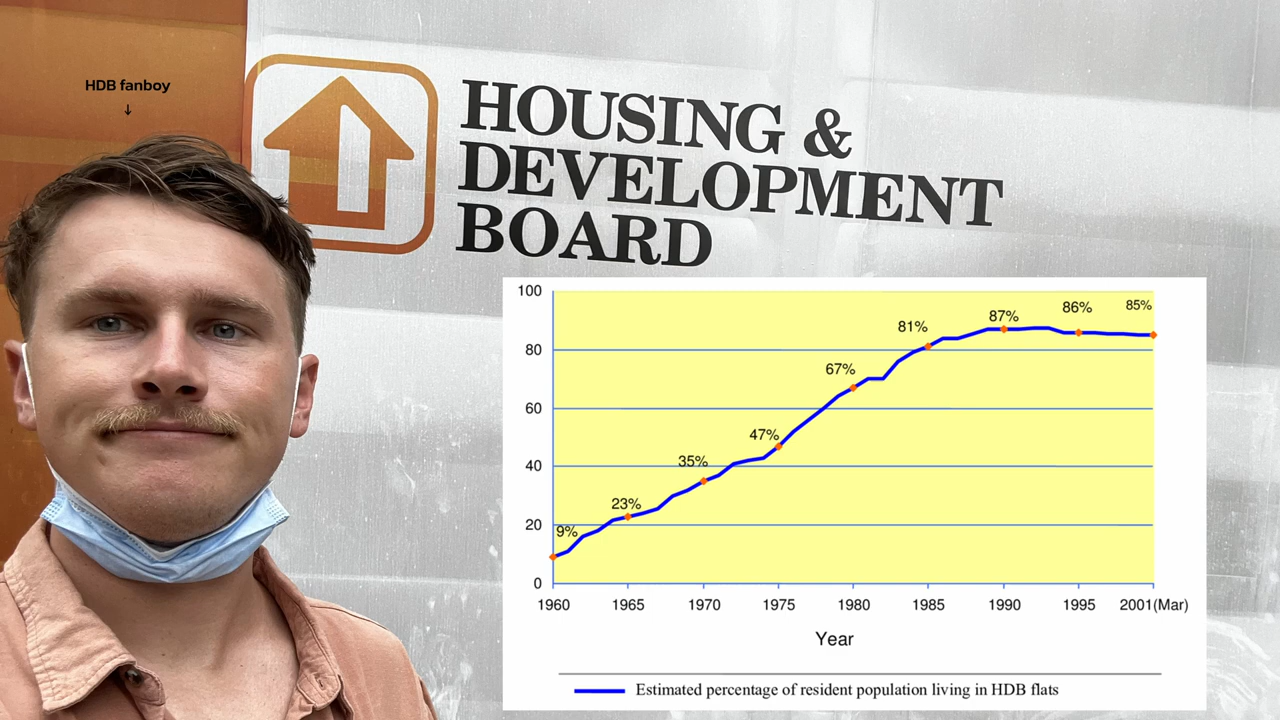 HDB fanboy
↓
HOUSING &
DEVELOPMENT
BOARD
100
80
60
40
20
0
9%
23%
35%
47%
67%
81%
87%
86%
85%
1960 1965 1970 1975 1980 1985 1990 1995 2001(Mar)
Year
Estimated percentage of resident population living in HDB flats